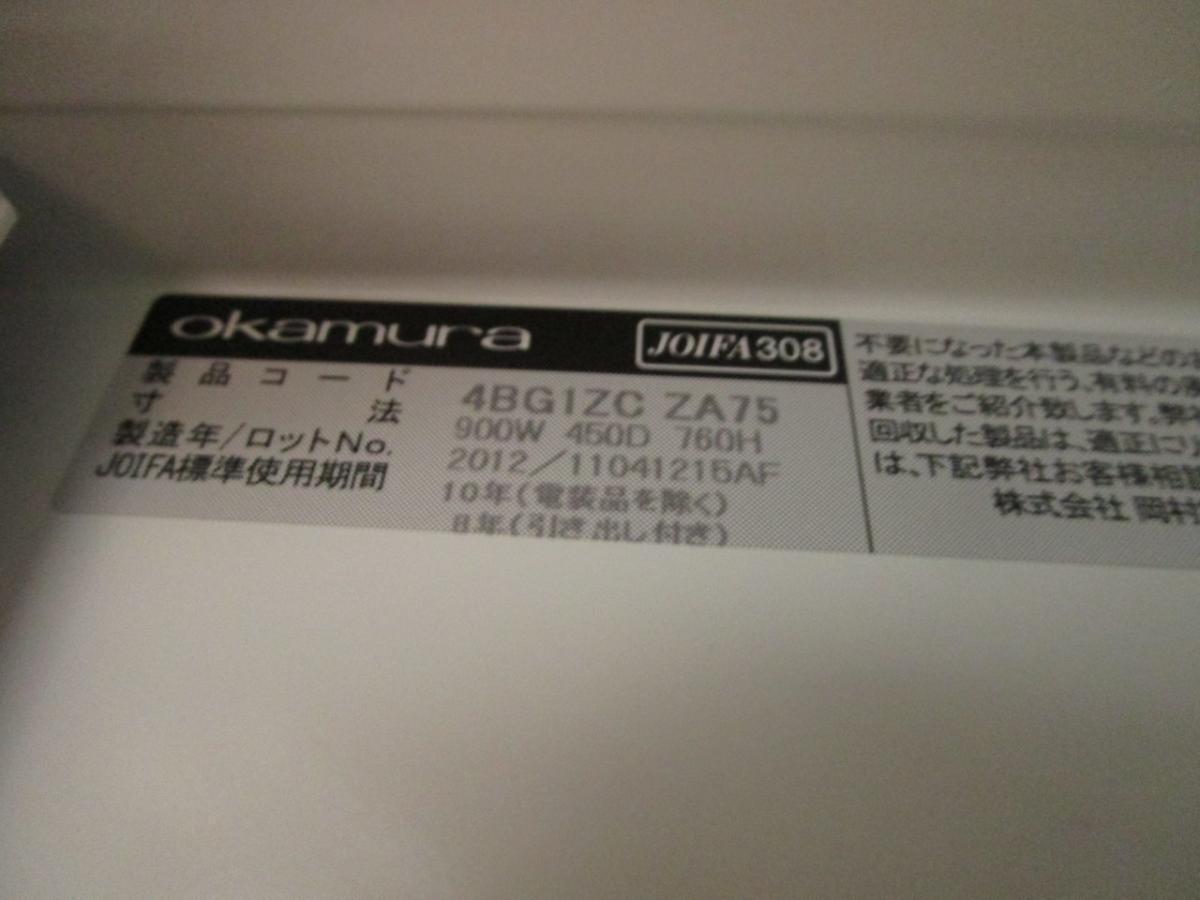 okamura
JOIFA308
製品コード 4BG1ZC ZA75
寸法 900W 450D 760H
製造年/ロットNo. 2012/11041215AF
JOIFA標準使用期間 10年(電装品を除く)
8年(引き出し付き)
不要になった本製品などの
適正な処理を行う、有料の
業者をご紹介致します。弊
回収した製品は、適正に
は、下記弊社お客様相談
株式会社 岡村